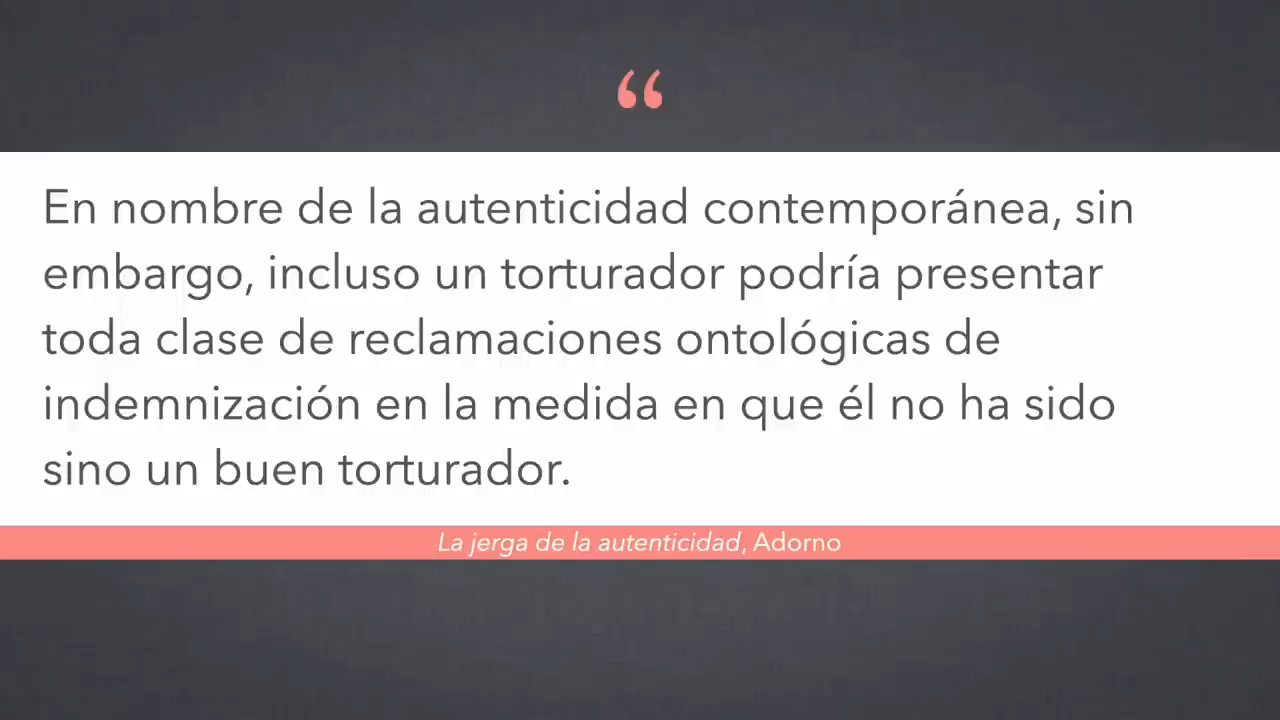 “
En nombre de la autenticidad contemporánea, sin
embargo, incluso un torturador podría presentar
toda clase de reclamaciones ontológicas de
indemnización en la medida en que él no ha sido
sino un buen torturador.
La jerga de la autenticidad, Adorno